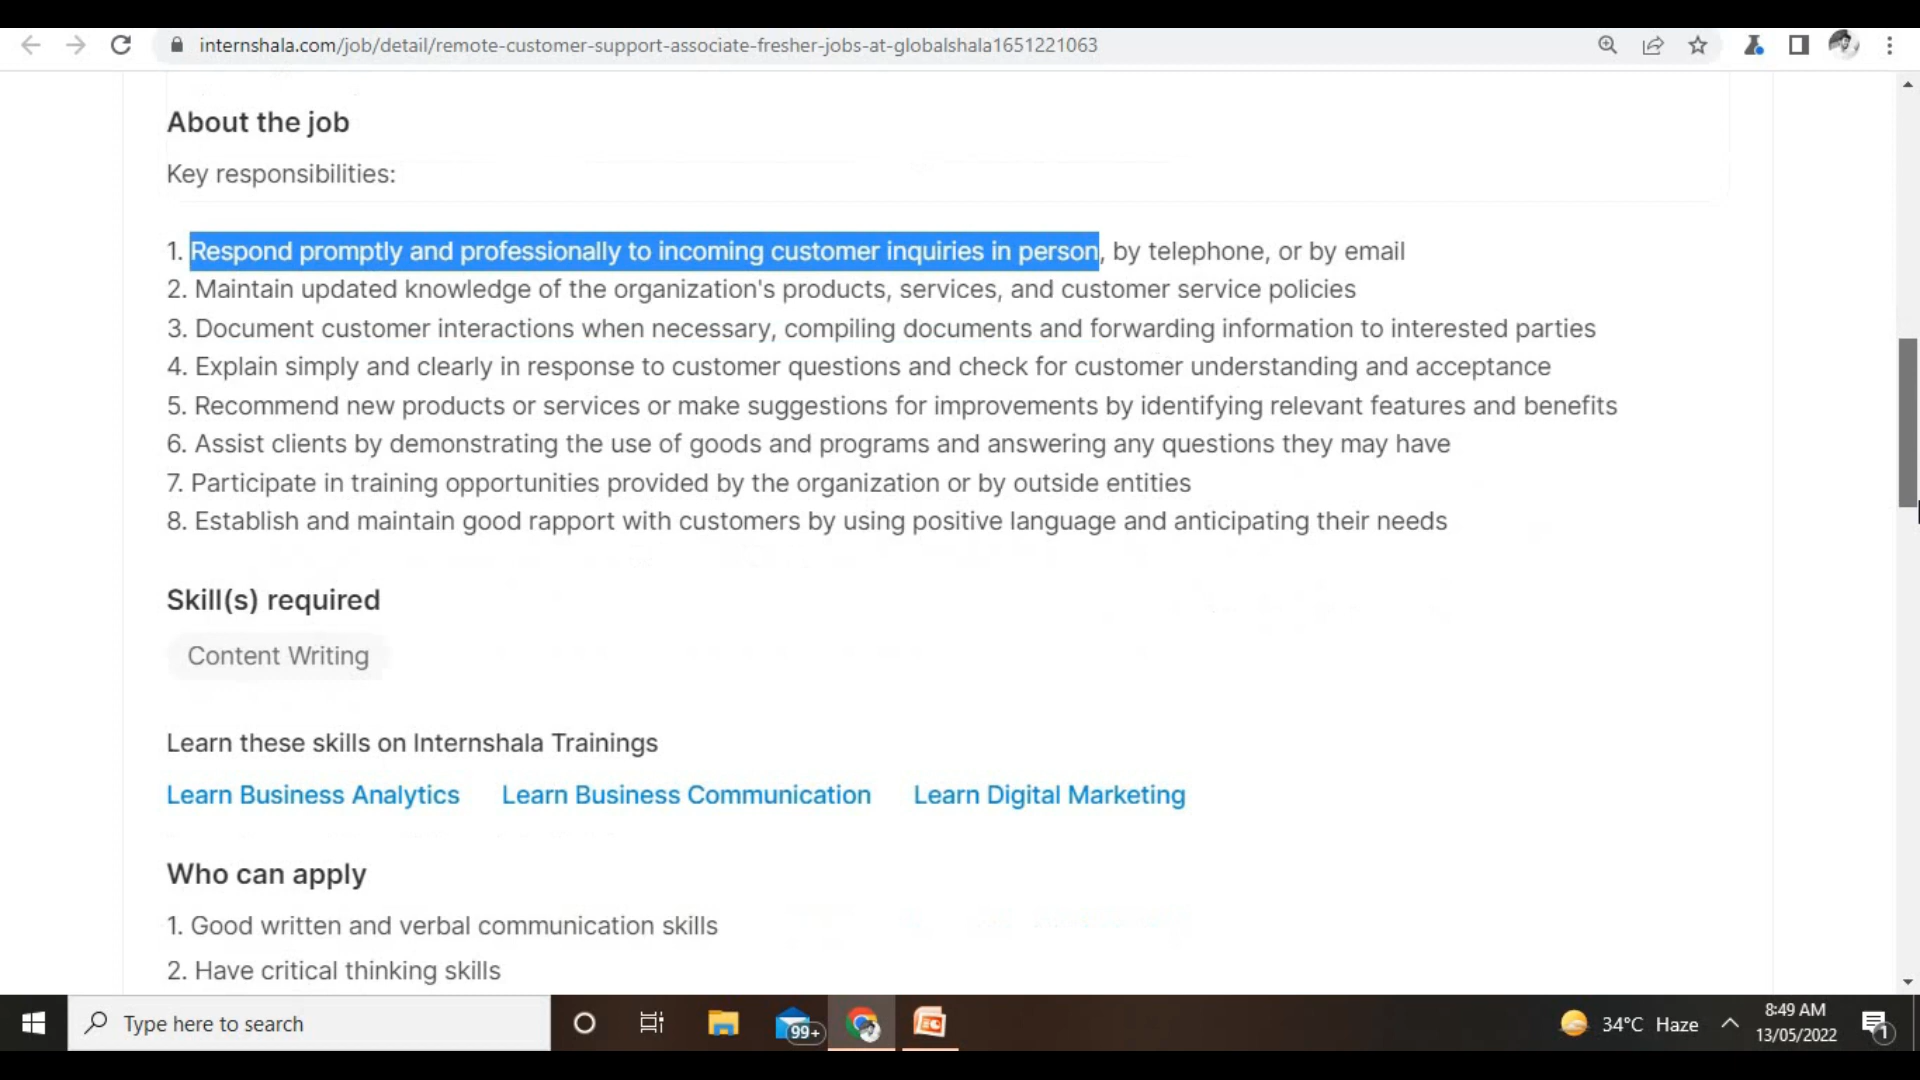 internshala.com/job/detail/remote-customer-support-associate-fresher-jobs-at-globalshala1651221063
About the job
Key responsibilities:
1. Respond promptly and professionally to incoming customer inquiries in person, by telephone, or by email
2. Maintain updated knowledge of the organization's products, services, and customer service policies
3. Document customer interactions when necessary, compiling documents and forwarding information to interested parties
4. Explain simply and clearly in response to customer questions and check for customer understanding and acceptance
5. Recommend new products or services or make suggestions for improvements by identifying relevant features and benefits
6. Assist clients by demonstrating the use of goods and programs and answering any questions they may have
7. Participate in training opportunities provided by the organization or by outside entities
8. Establish and maintain good rapport with customers by using positive language and anticipating their needs
Skill(s) required
Content Writing
Learn these skills on Internshala Trainings
Learn Business Analytics Learn Business Communication Learn Digital Marketing
Who can apply
1. Good written and verbal communication skills
2. Have critical thinking skills
Type here to search
99+
34°C Haze
8:49 AM
13/05/2022
1